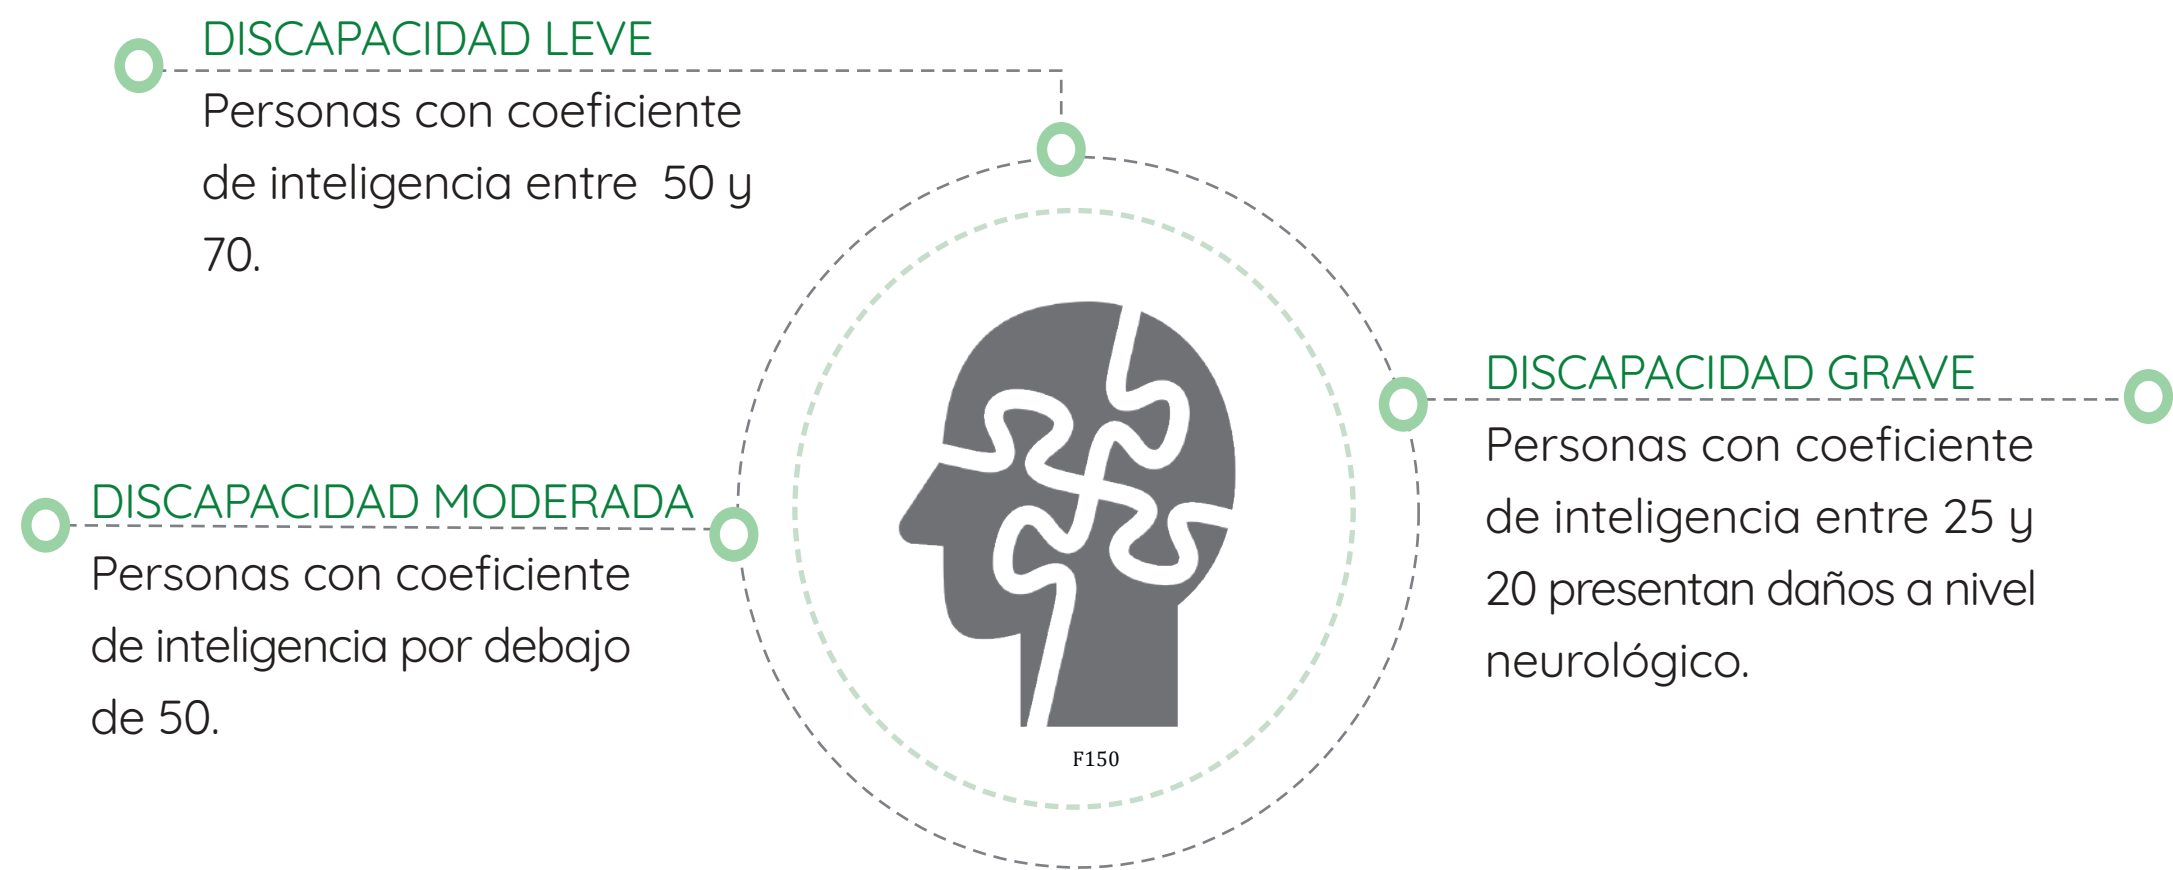 DISCAPACIDAD LEVE
Personas con coeficiente
de inteligencia entre 50 y
70.
DISCAPACIDAD MODERADA
Personas con coeficiente
de inteligencia por debajo
de 50.
DISCAPACIDAD GRAVE
Personas con coeficiente
de inteligencia entre 25 y
20 presentan daños a nivel
neurológico.
F150